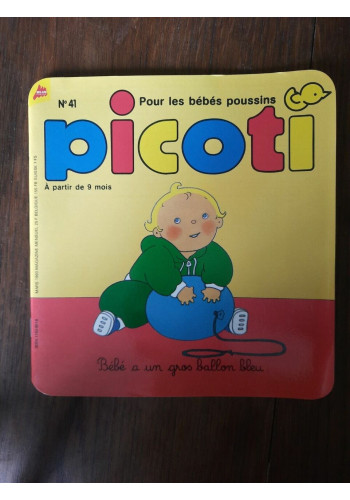 N° 41
Pour les bébés poussins
picoti
À partir de 9 mois
Bébé a un gros ballon bleu